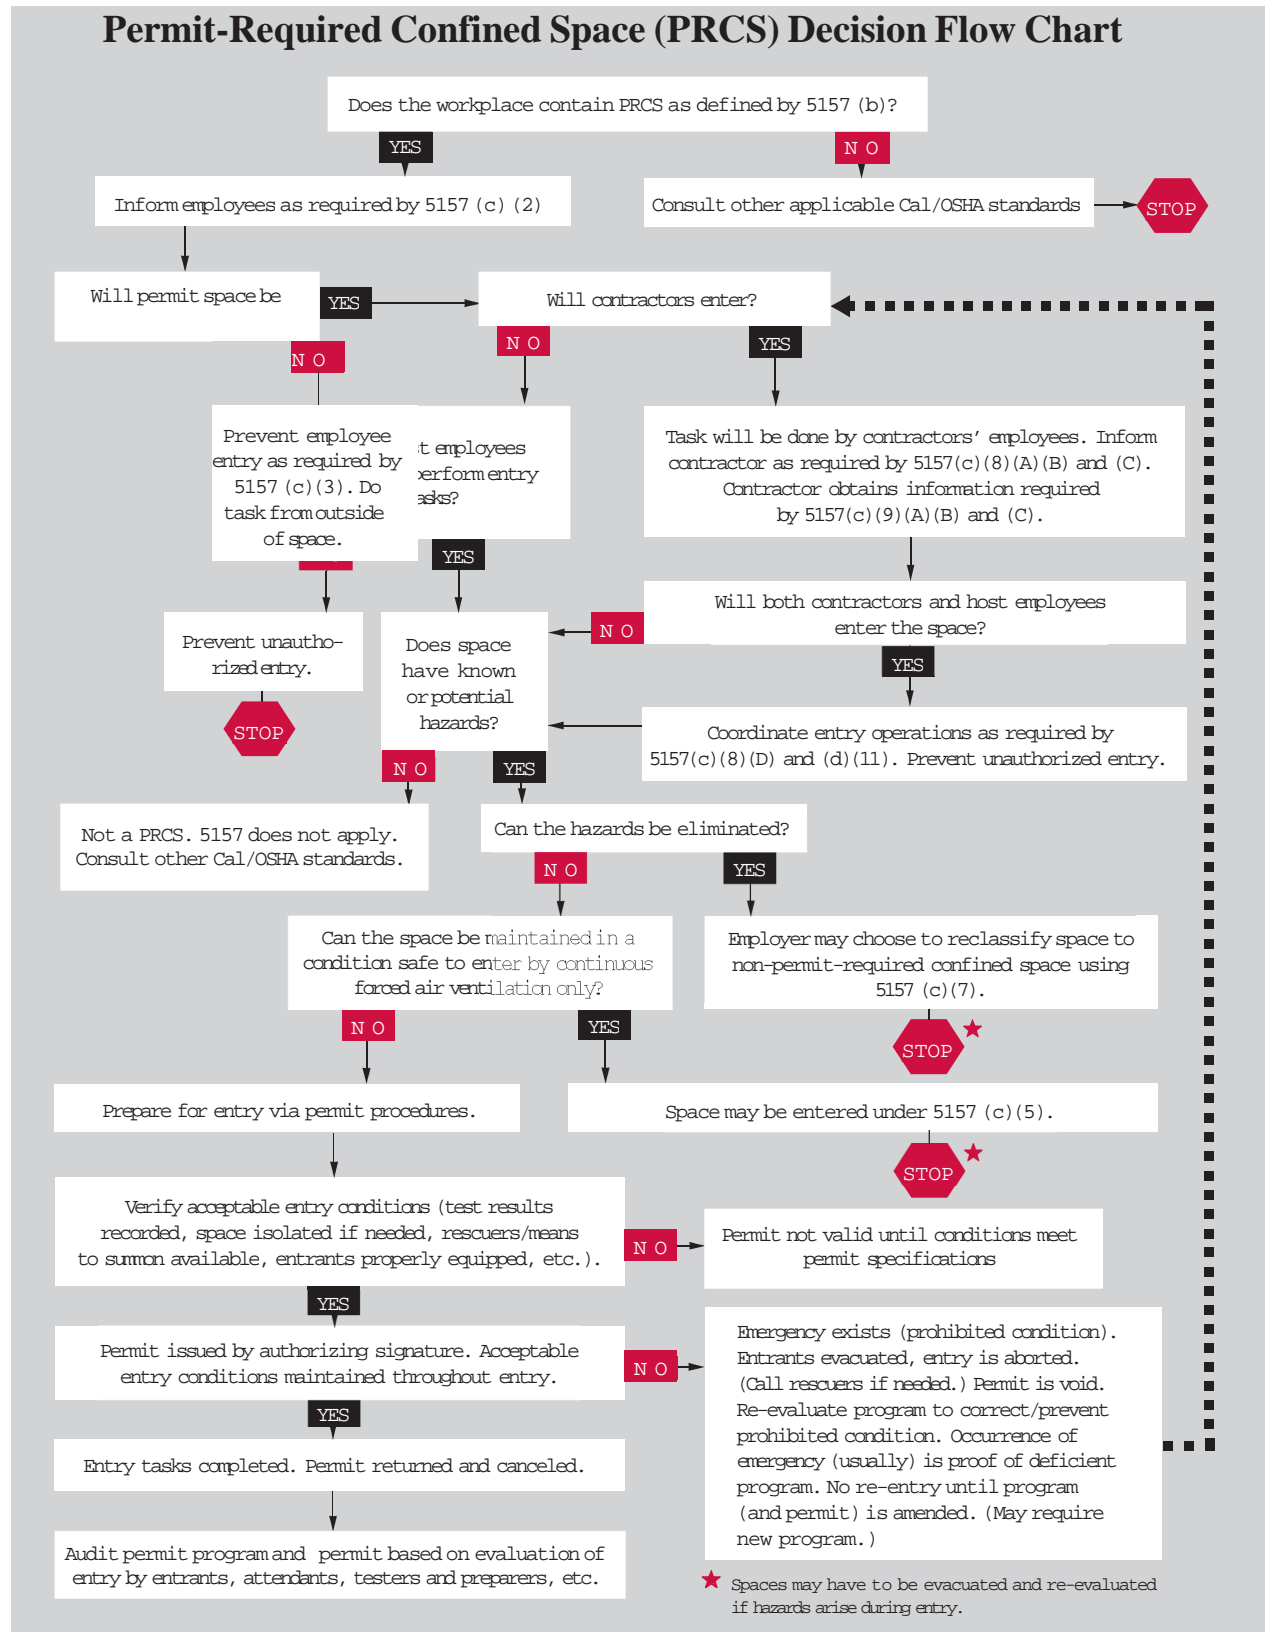 Permit-Required Confined Space (PRCS) Decision Flow Chart
Does the workplace contain PRCS as defined by 5157 (b)?
YES
NO
Inform employees as required by 5157 (c) (2)
Consult other applicable Cal/OSHA standards
STOP
Will permit space be
YES
Will contractors enter?
NO
NO
YES
Prevent employee
entry as required by
5157 (c)(3). Do
task from outside
of space.
employees
perform entry
Task will be done by contractors' employees. Inform
contractor as required by 5157(c)(8)(A)(B) and (C).
Contractor obtains information required
by 5157(c)(9)(A)(B) and (C).
YES
Will both contractors and host employees
enter the space?
NO
YES
Prevent unautho-
rized entry.
STOP
Does space
have known
or potential
hazards?
Coordinate entry operations as required by
5157(c)(8)(D) and (d)(11). Prevent unauthorized entry.
NO
YES
Not a PRCS. 5157 does not apply.
Consult other Cal/OSHA standards.
Can the hazards be eliminated?
NO
YES
Can the space be maintained in a
condition safe to enter by continuous
forced air ventilation only?
Employer may choose to reclassify space to
non-permit-required confined space using
5157 (c)(7).
NO
YES
STOP
Prepare for entry via permit procedures.
Space may be entered under 5157 (c)(5).
STOP
Verify acceptable entry conditions (test results
recorded, space isolated if needed, rescuers/means
to summon available, entrants properly equipped, etc.).
NO
Permit not valid until conditions meet
permit specifications
YES
Permit issued by authorizing signature. Acceptable
entry conditions maintained throughout entry.
NO
Emergency exists (prohibited condition).
Entrants evacuated, entry is aborted.
(Call rescuers if needed.) Permit is void.
Re-evaluate program to correct/prevent
prohibited condition. Occurrence of
emergency (usually) is proof of deficient
program. No re-entry until program
(and permit) is amended. (May require
new program.)
YES
Entry tasks completed. Permit returned and canceled.
Audit permit program and permit based on evaluation of
entry by entrants, attendants, testers and preparers, etc.
Spaces may have to be evacuated and re-evaluated
if hazards arise during entry.